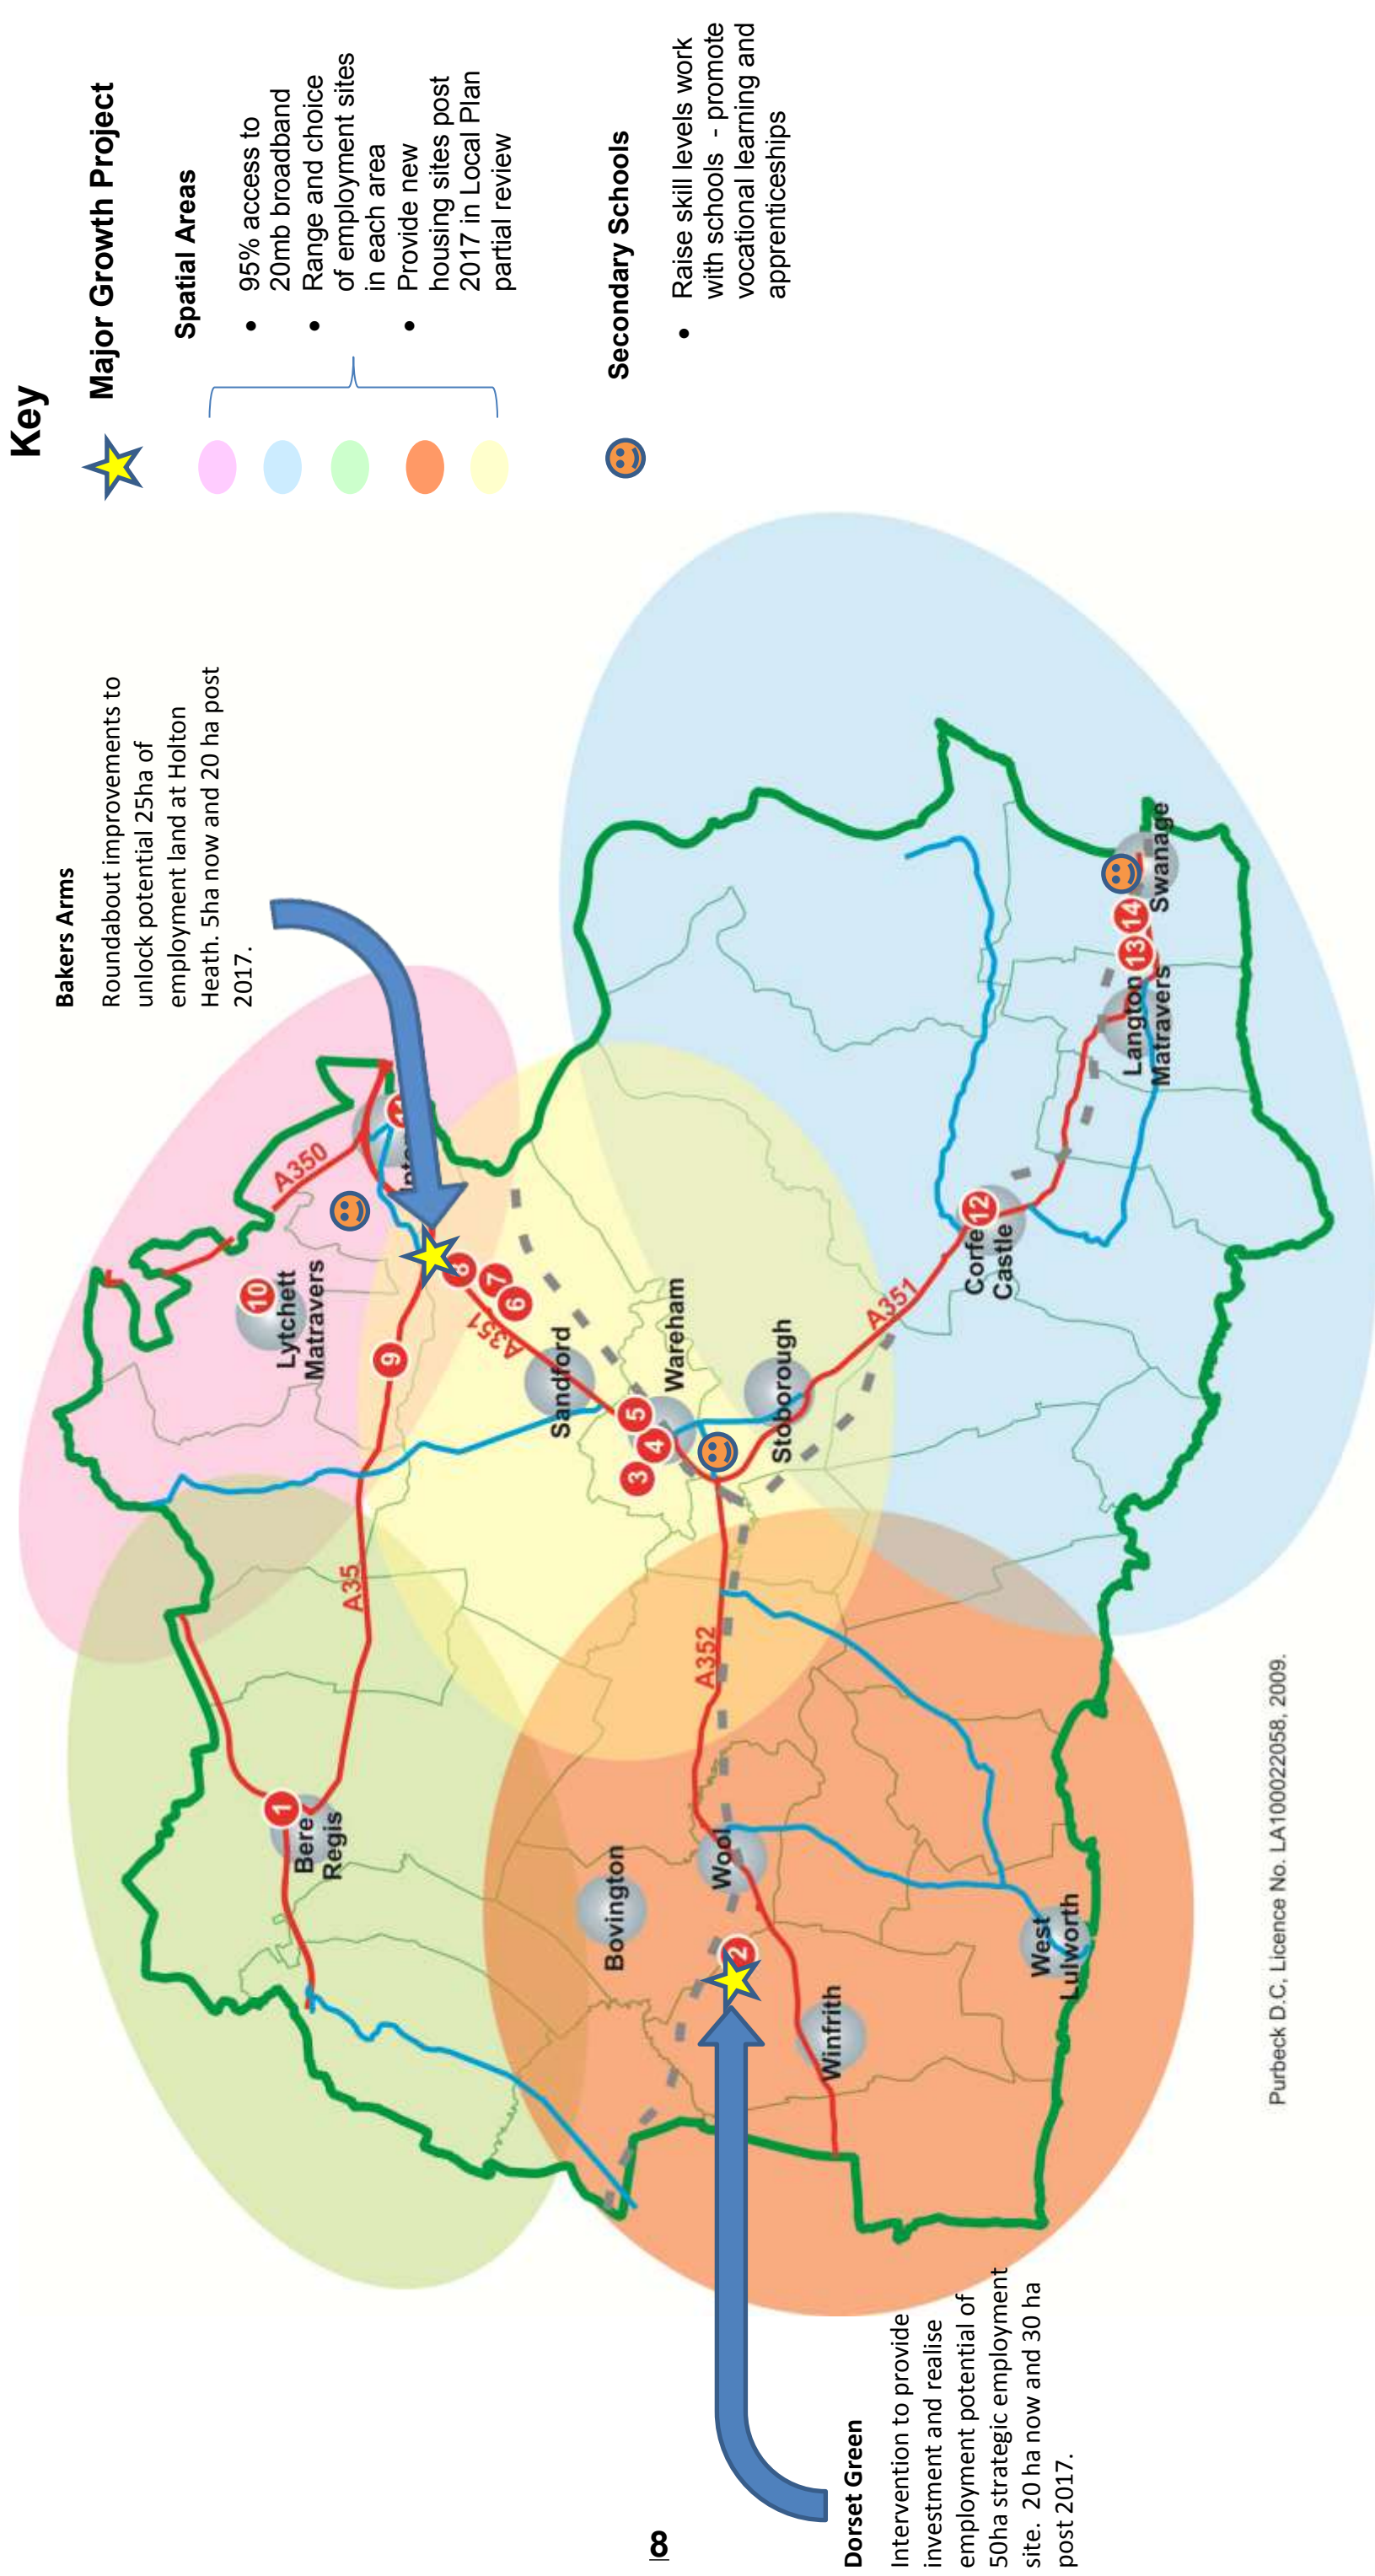 Key
Major Growth Project
Spatial Areas
• 95% access to
20mb broadband
• Range and choice
of employment sites
in each area
• Provide new
housing sites post
2017 in Local Plan
partial review
Secondary Schools
• Raise skill levels work
with schools - promote
vocational learning and
apprenticeships
Bakers Arms
Roundabout improvements to
unlock potential 25ha of
employment land at Holton
Heath. 5ha now and 20 ha post
2017.
A350
10
Lytchett
Matravers
9
8
7
6
A351
A35
1
Bere
Regis
Sandford
5
4
3
Wareham
Stoborough
A352
Bovington
Wool
2
Winfrith
West
Lulworth
A351
12
Corfe
Castle
Langton
Matravers
13
14
Swanage
Dorset Green
Intervention to provide
investment and realise
employment potential of
50ha strategic employment
site. 20 ha now and 30 ha
post 2017.
Purbeck D.C, Licence No. LA100022058, 2009.
8